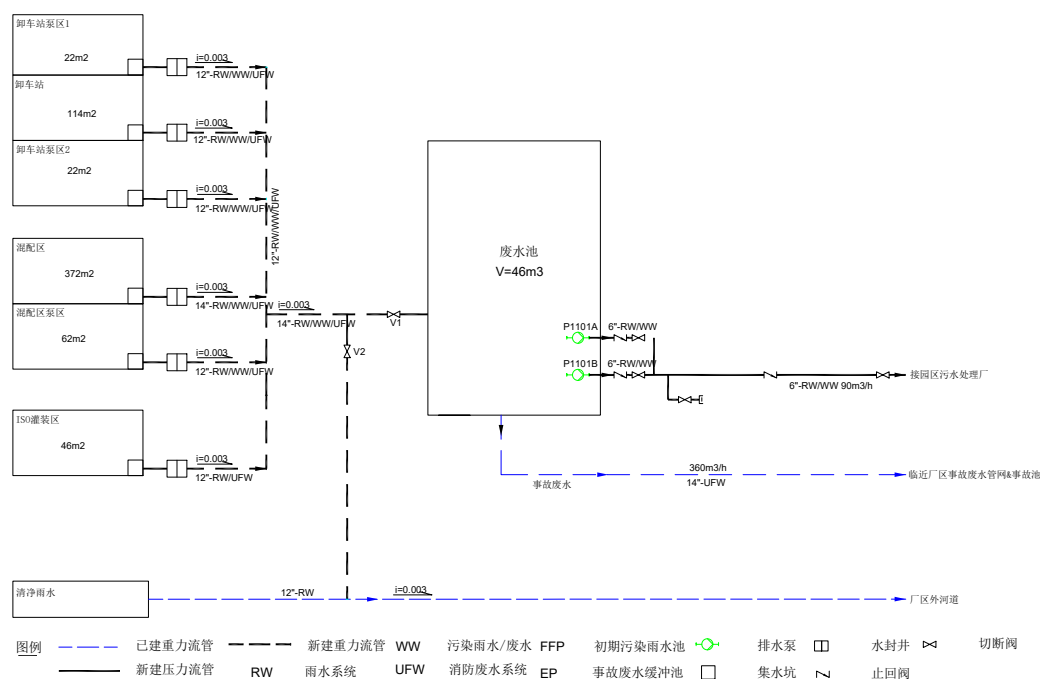 卸车站泵区1
22m2
i=0.003
12"-RW/WW/UFW
卸车站
114m2
i=0.003
12"-RW/WW/UFW
卸车站泵区2
22m2
i=0.003
12"-RW/WW/UFW
12"-RW/WW/UFW
混配区
372m2
i=0.003
14"-RW/WW/UFW
混配区泵区
62m2
i=0.003
12"-RW/WW/UFW
i=0.003
14"-RW/WW/UFW
V1
V2
ISO灌装区
46m2
i=0.003
12"-RW/UFW
废水池
V=46m3
P1101A
6"-RW/WW
P1101B
6"-RW/WW
6"-RW/WW 90m3/h
接园区污水处理厂
事故废水
360m3/h
14"-UFW
临近厂区事故废水管网&事故池
清净雨水
12"-RW
i=0.003
厂区外河道
图例 已建重力流管 新建重力流管 WW 污染雨水/废水 FFP 初期污染雨水池 排水泵 水封井 切断阀
新建压力流管 RW 雨水系统 UFW 消防废水系统 EP 事故废水缓冲池 集水坑 止回阀